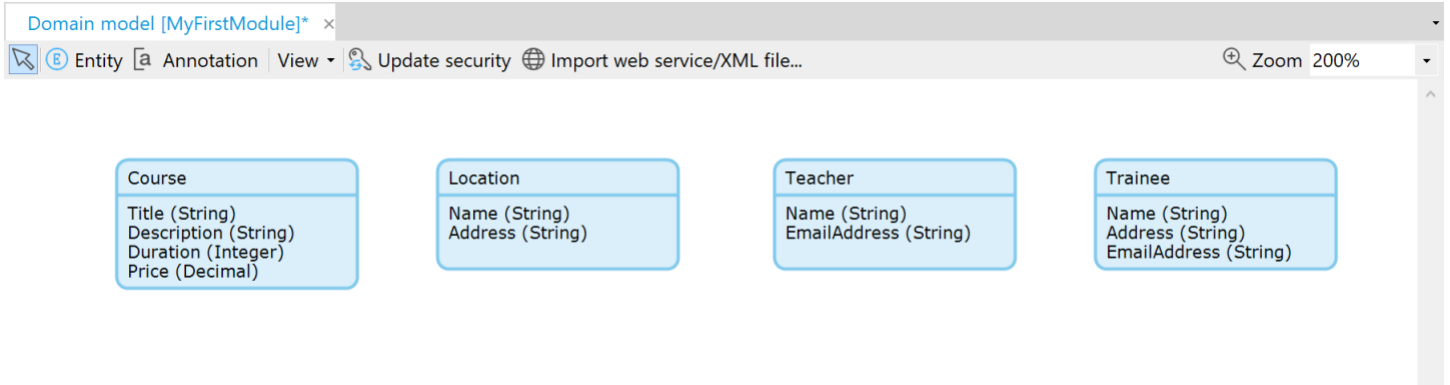 Domain model [MyFirstModule]* ×
E Entity a Annotation View Update security Import web service/XML file... Zoom 200%
Course
Title (String)
Description (String)
Duration (Integer)
Price (Decimal)
Location
Name (String)
Address (String)
Teacher
Name (String)
EmailAddress (String)
Trainee
Name (String)
Address (String)
EmailAddress (String)